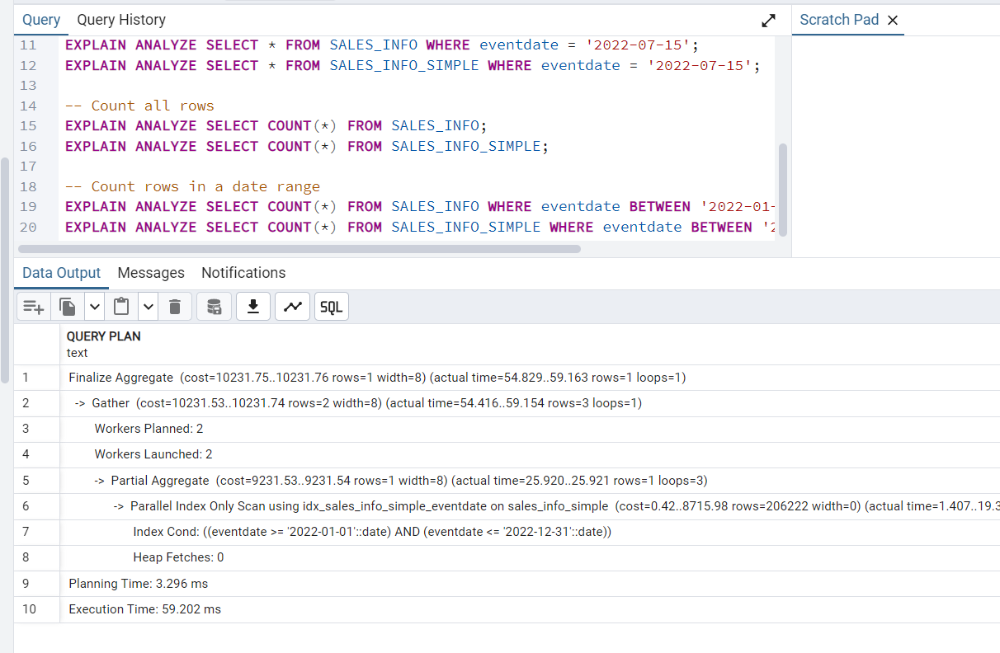 Query Query History Scratch Pad
11 EXPLAIN ANALYZE SELECT * FROM SALES_INFO WHERE eventdate = '2022-07-15';
12 EXPLAIN ANALYZE SELECT * FROM SALES_INFO_SIMPLE WHERE eventdate = '2022-07-15';
13
14 -- Count all rows
15 EXPLAIN ANALYZE SELECT COUNT(*) FROM SALES_INFO;
16 EXPLAIN ANALYZE SELECT COUNT(*) FROM SALES_INFO_SIMPLE;
17
18 -- Count rows in a date range
19 EXPLAIN ANALYZE SELECT COUNT(*) FROM SALES_INFO WHERE eventdate BETWEEN '2022-01-
20 EXPLAIN ANALYZE SELECT COUNT(*) FROM SALES_INFO_SIMPLE WHERE eventdate BETWEEN '2
Data Output Messages Notifications
SQL
QUERY PLAN
text
1 Finalize Aggregate (cost=10231.75..10231.76 rows=1 width=8) (actual time=54.829..59.163 rows=1 loops=1)
2 -> Gather (cost=10231.53..10231.74 rows=2 width=8) (actual time=54.416..59.154 rows=3 loops=1)
3 Workers Planned: 2
4 Workers Launched: 2
5 -> Partial Aggregate (cost=9231.53..9231.54 rows=1 width=8) (actual time=25.920..25.921 rows=1 loops=3)
6 -> Parallel Index Only Scan using idx_sales_info_simple_eventdate on sales_info_simple (cost=0.42..8715.98 rows=206222 width=0) (actual time=1.407..19.3
7 Index Cond: ((eventdate >= '2022-01-01'::date) AND (eventdate <= '2022-12-31'::date))
8 Heap Fetches: 0
9 Planning Time: 3.296 ms
10 Execution Time: 59.202 ms